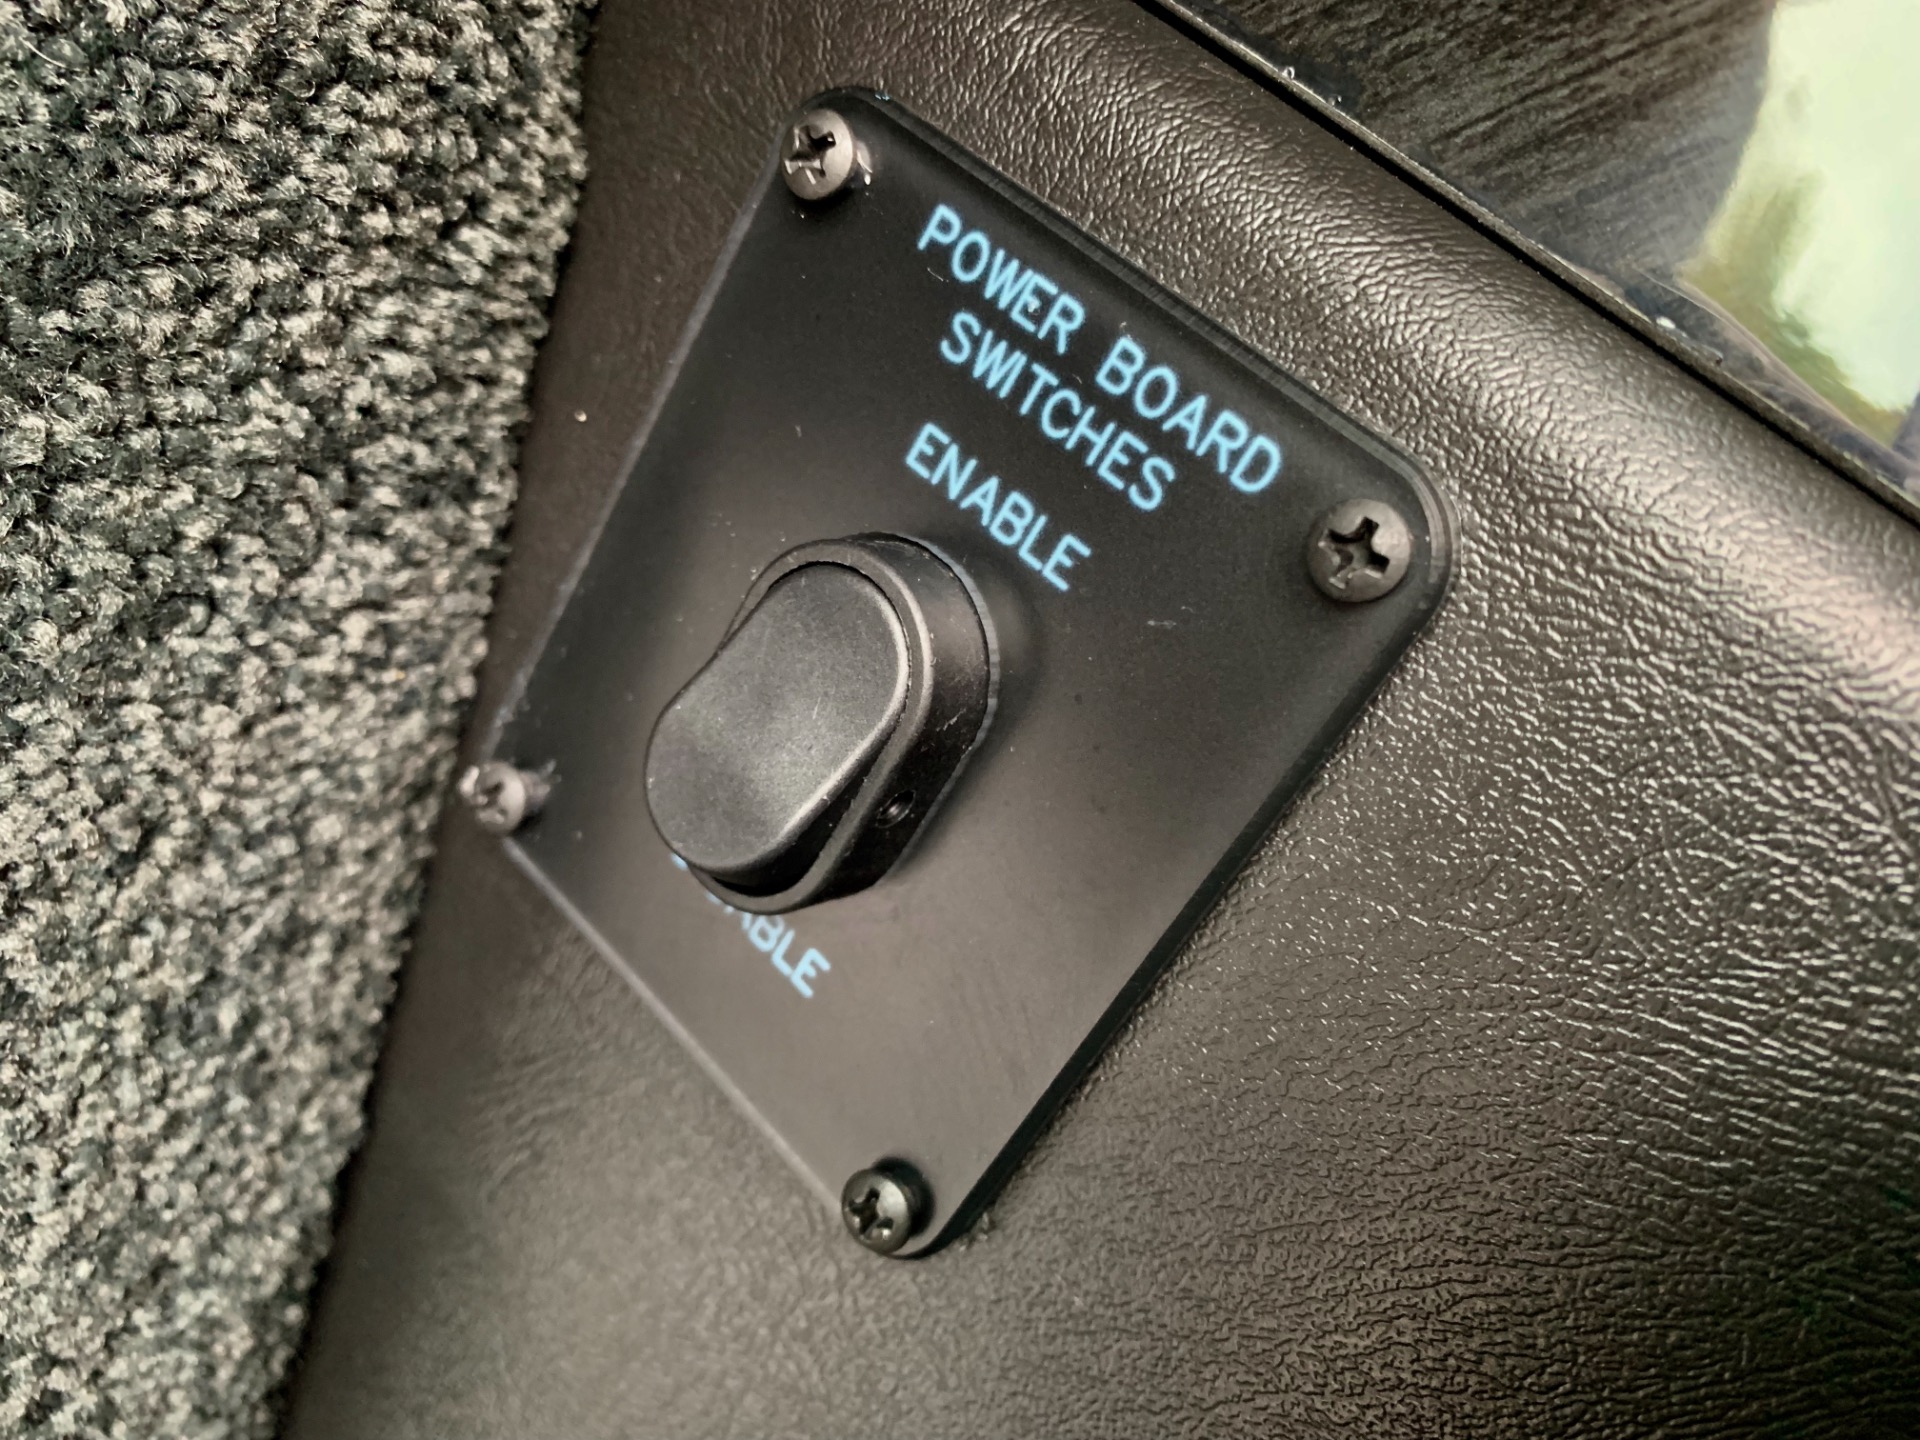 POWER BOARD
SWITCHES
ENABLE